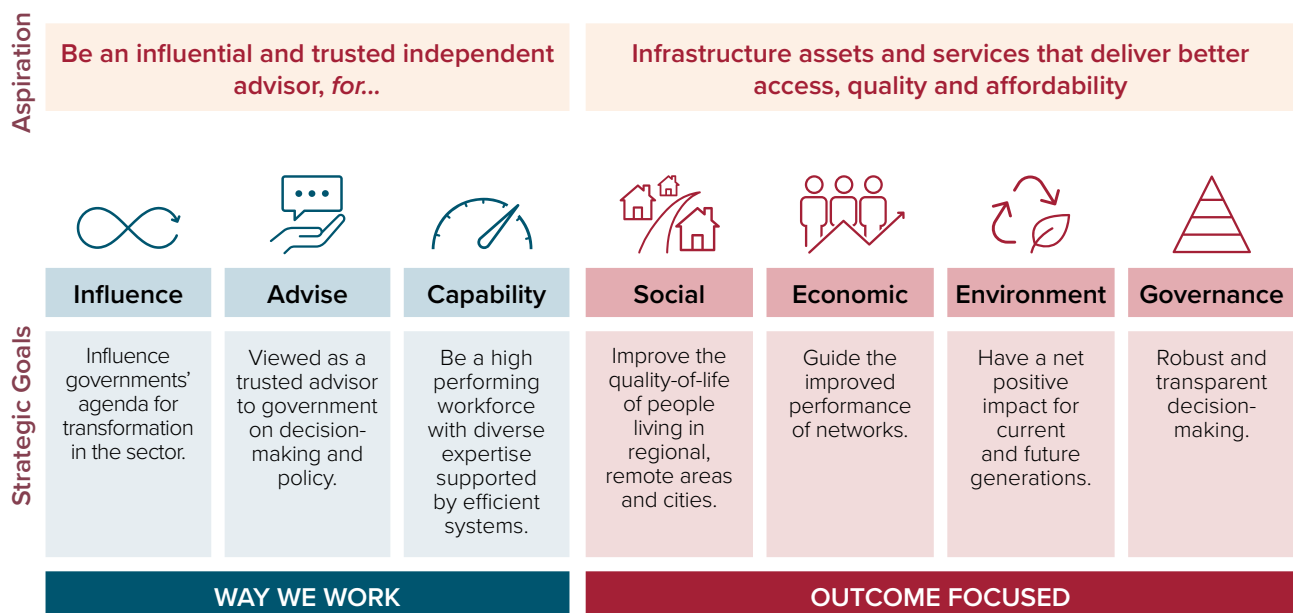 Aspiration
Be an influential and trusted independent
advisor, for...
Infrastructure assets and services that deliver better
access, quality and affordability
Strategic Goals
Influence
Influence
governments’
agenda for
transformation
in the sector.
Advise
Viewed as a
trusted advisor
to government
on decision-
making and
policy.
Capability
Be a high
performing
workforce
with diverse
expertise
supported
by efficient
systems.
Social
Improve the
quality-of-life
of people
living in
regional,
remote areas
and cities.
Economic
Guide the
improved
performance
of networks.
Environment
Have a net
positive
impact for
current
and future
generations.
Governance
Robust and
transparent
decision-
making.
WAY WE WORK
OUTCOME FOCUSED